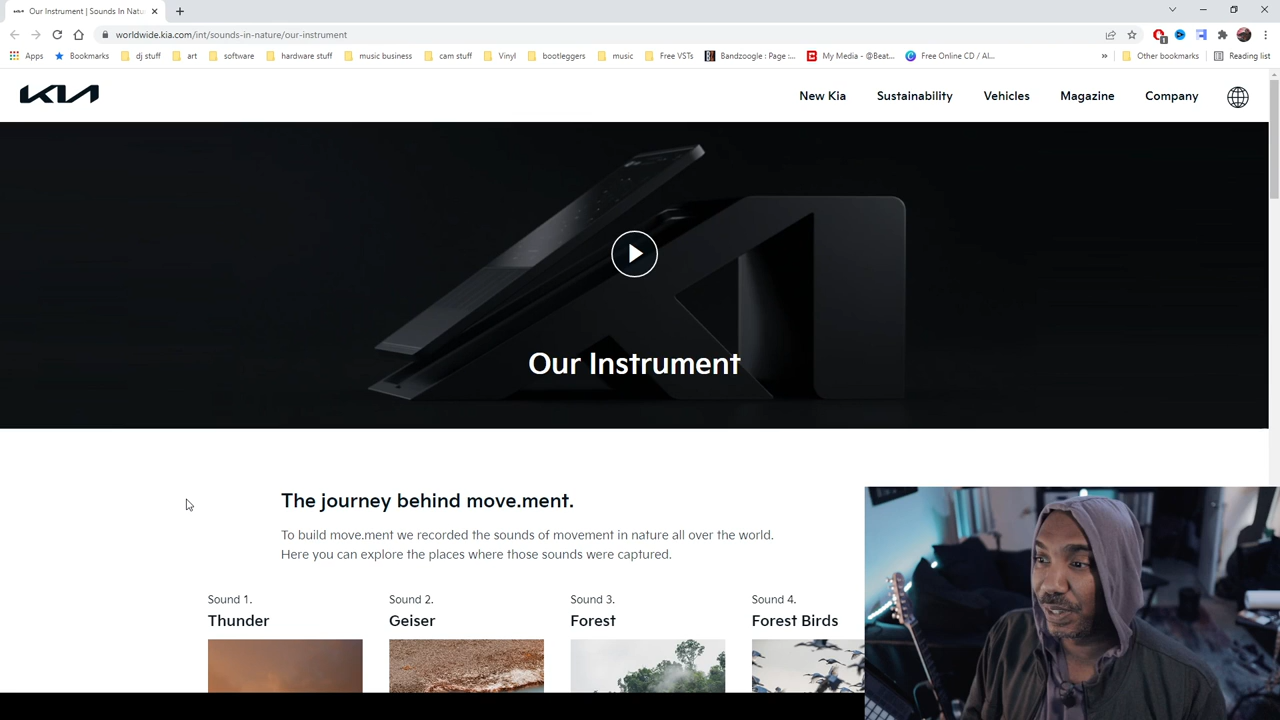 Our Instrument | Sounds In Natu
worldwide.kia.com/int/sounds-in-nature/our-instrument
Apps
Bookmarks
dj stuff
art
software
hardware stuff
music business
cam stuff
Vinyl
bootleggers
music
Free VSTs
Bandzoogle : Page :...
My Media - @Beat...
Free Online CD / Al...
»
Other bookmarks
Reading list
KIA
New Kia
Sustainability
Vehicles
Magazine
Company
Our Instrument
The journey behind move.ment.
To build move.ment we recorded the sounds of movement in nature all over the world.
Here you can explore the places where those sounds were captured.
Sound 1.
Thunder
Sound 2.
Geiser
Sound 3.
Forest
Sound 4.
Forest Birds